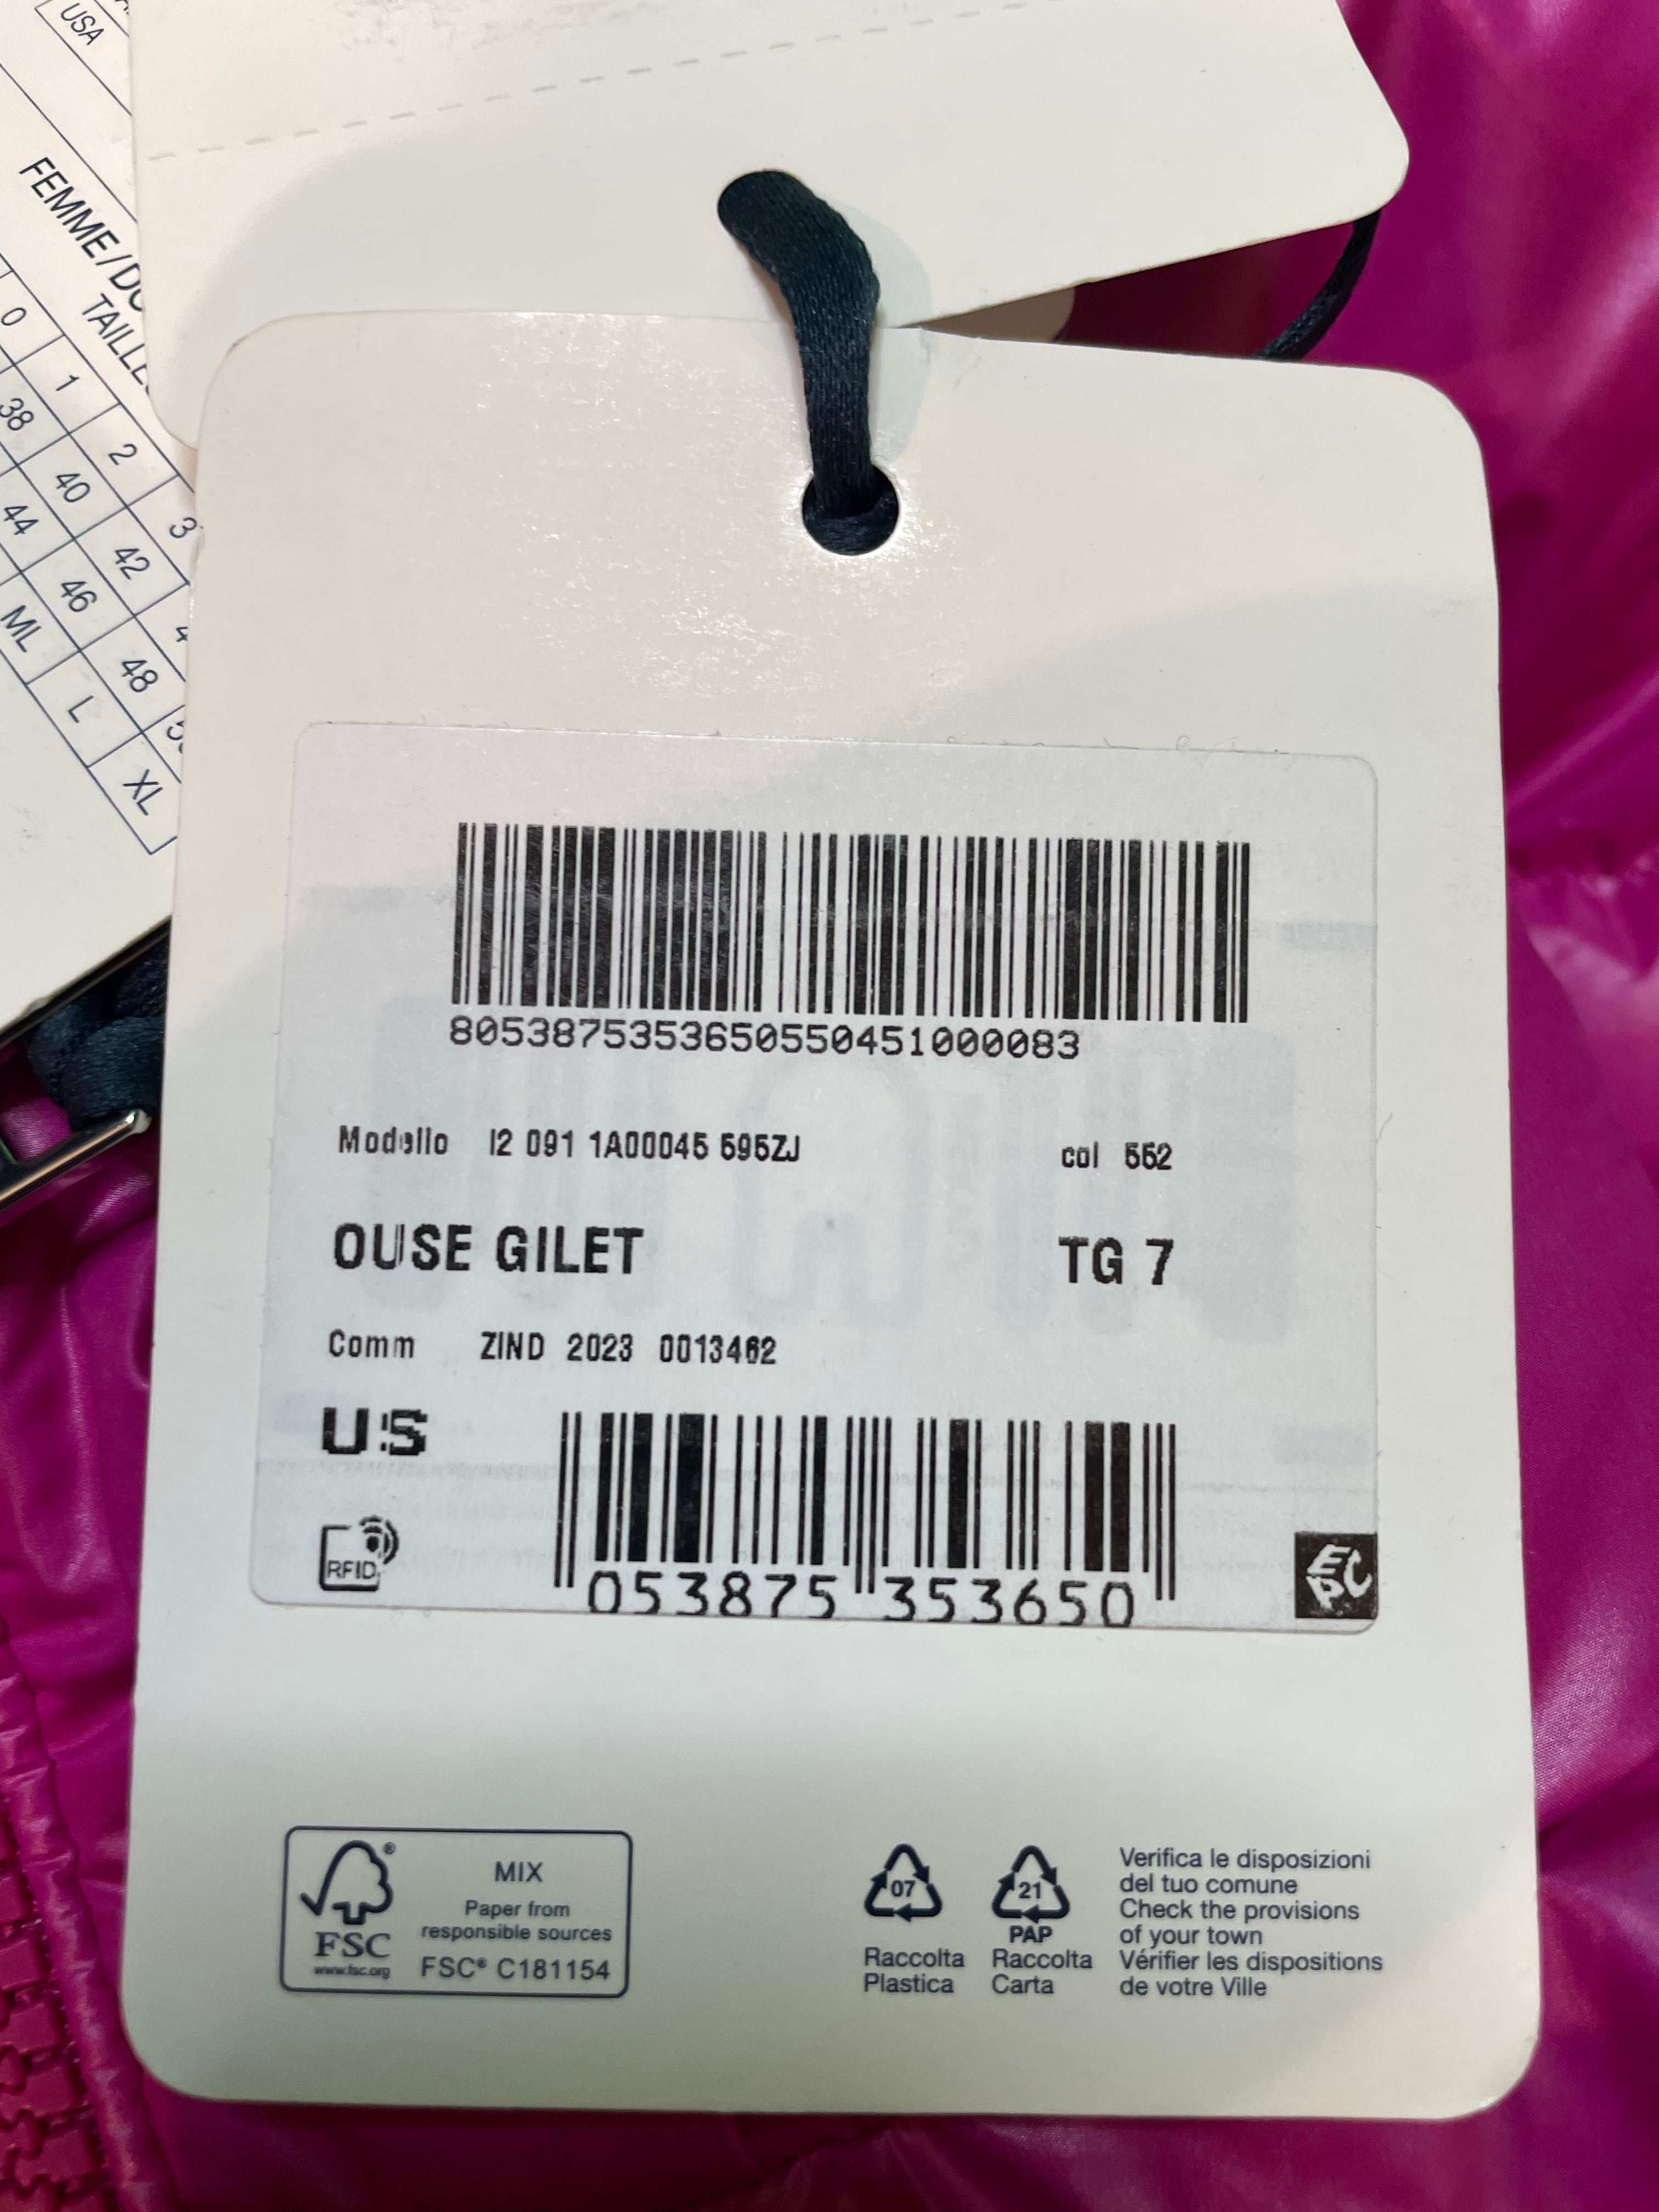 USA
FEMME/DO
TAILLE
0 1 2 3
38 40 42 4
44 46 48 5
ML L XL
8053875353650550451000083
Modello I2 091 1A00045 595ZJ col 552
OUSE GILET TG 7
Comm ZIND 2023 0013462
US
RFID
053875 353650
EPC
FSC
www.fsc.org
MIX
Paper from
responsible sources
FSC® C181154
07
Raccolta
Plastica
21
PAP
Raccolta
Carta
Verifica le disposizioni
del tuo comune
Check the provisions
of your town
Vérifier les dispositions
de votre Ville